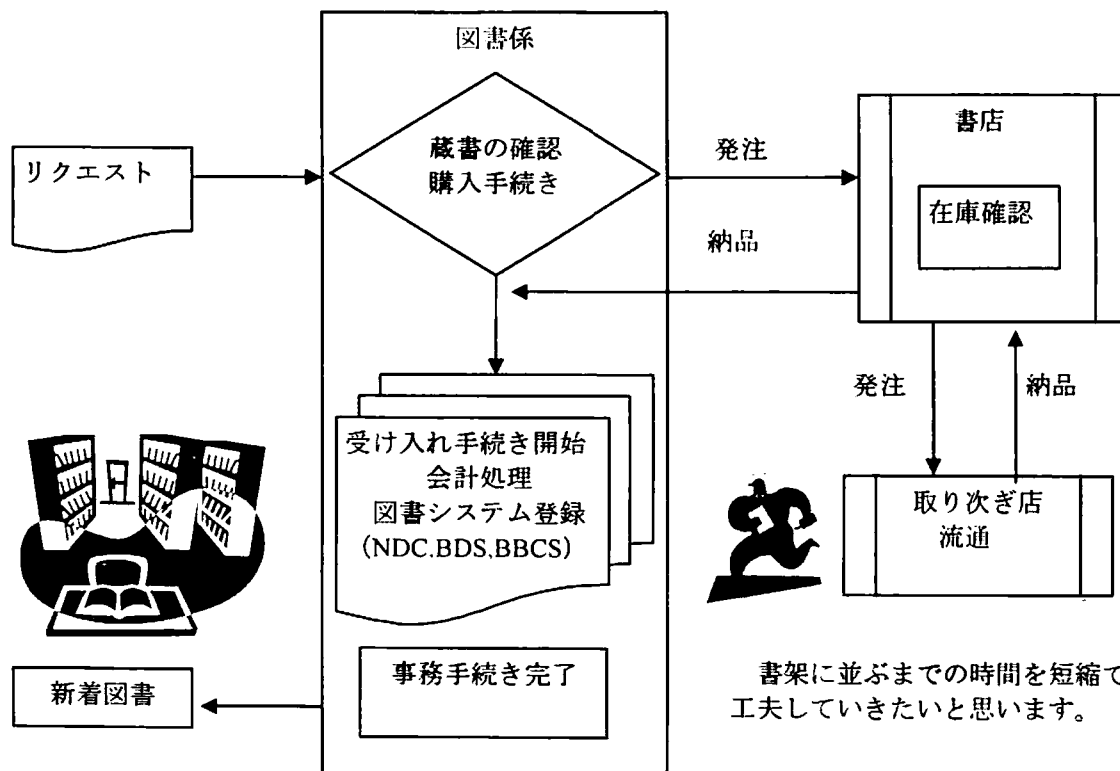 図書係
リクエスト
蔵書の確認
購入手続き
発注
納品
書店
在庫確認
発注
納品
受け入れ手続き開始
会計処理
図書システム登録
(NDC.BDS,BBCS)
取り次ぎ店
流通
新着図書
事務手続き完了
書架に並ぶまでの時間を短縮で
工夫していきたいと思います。